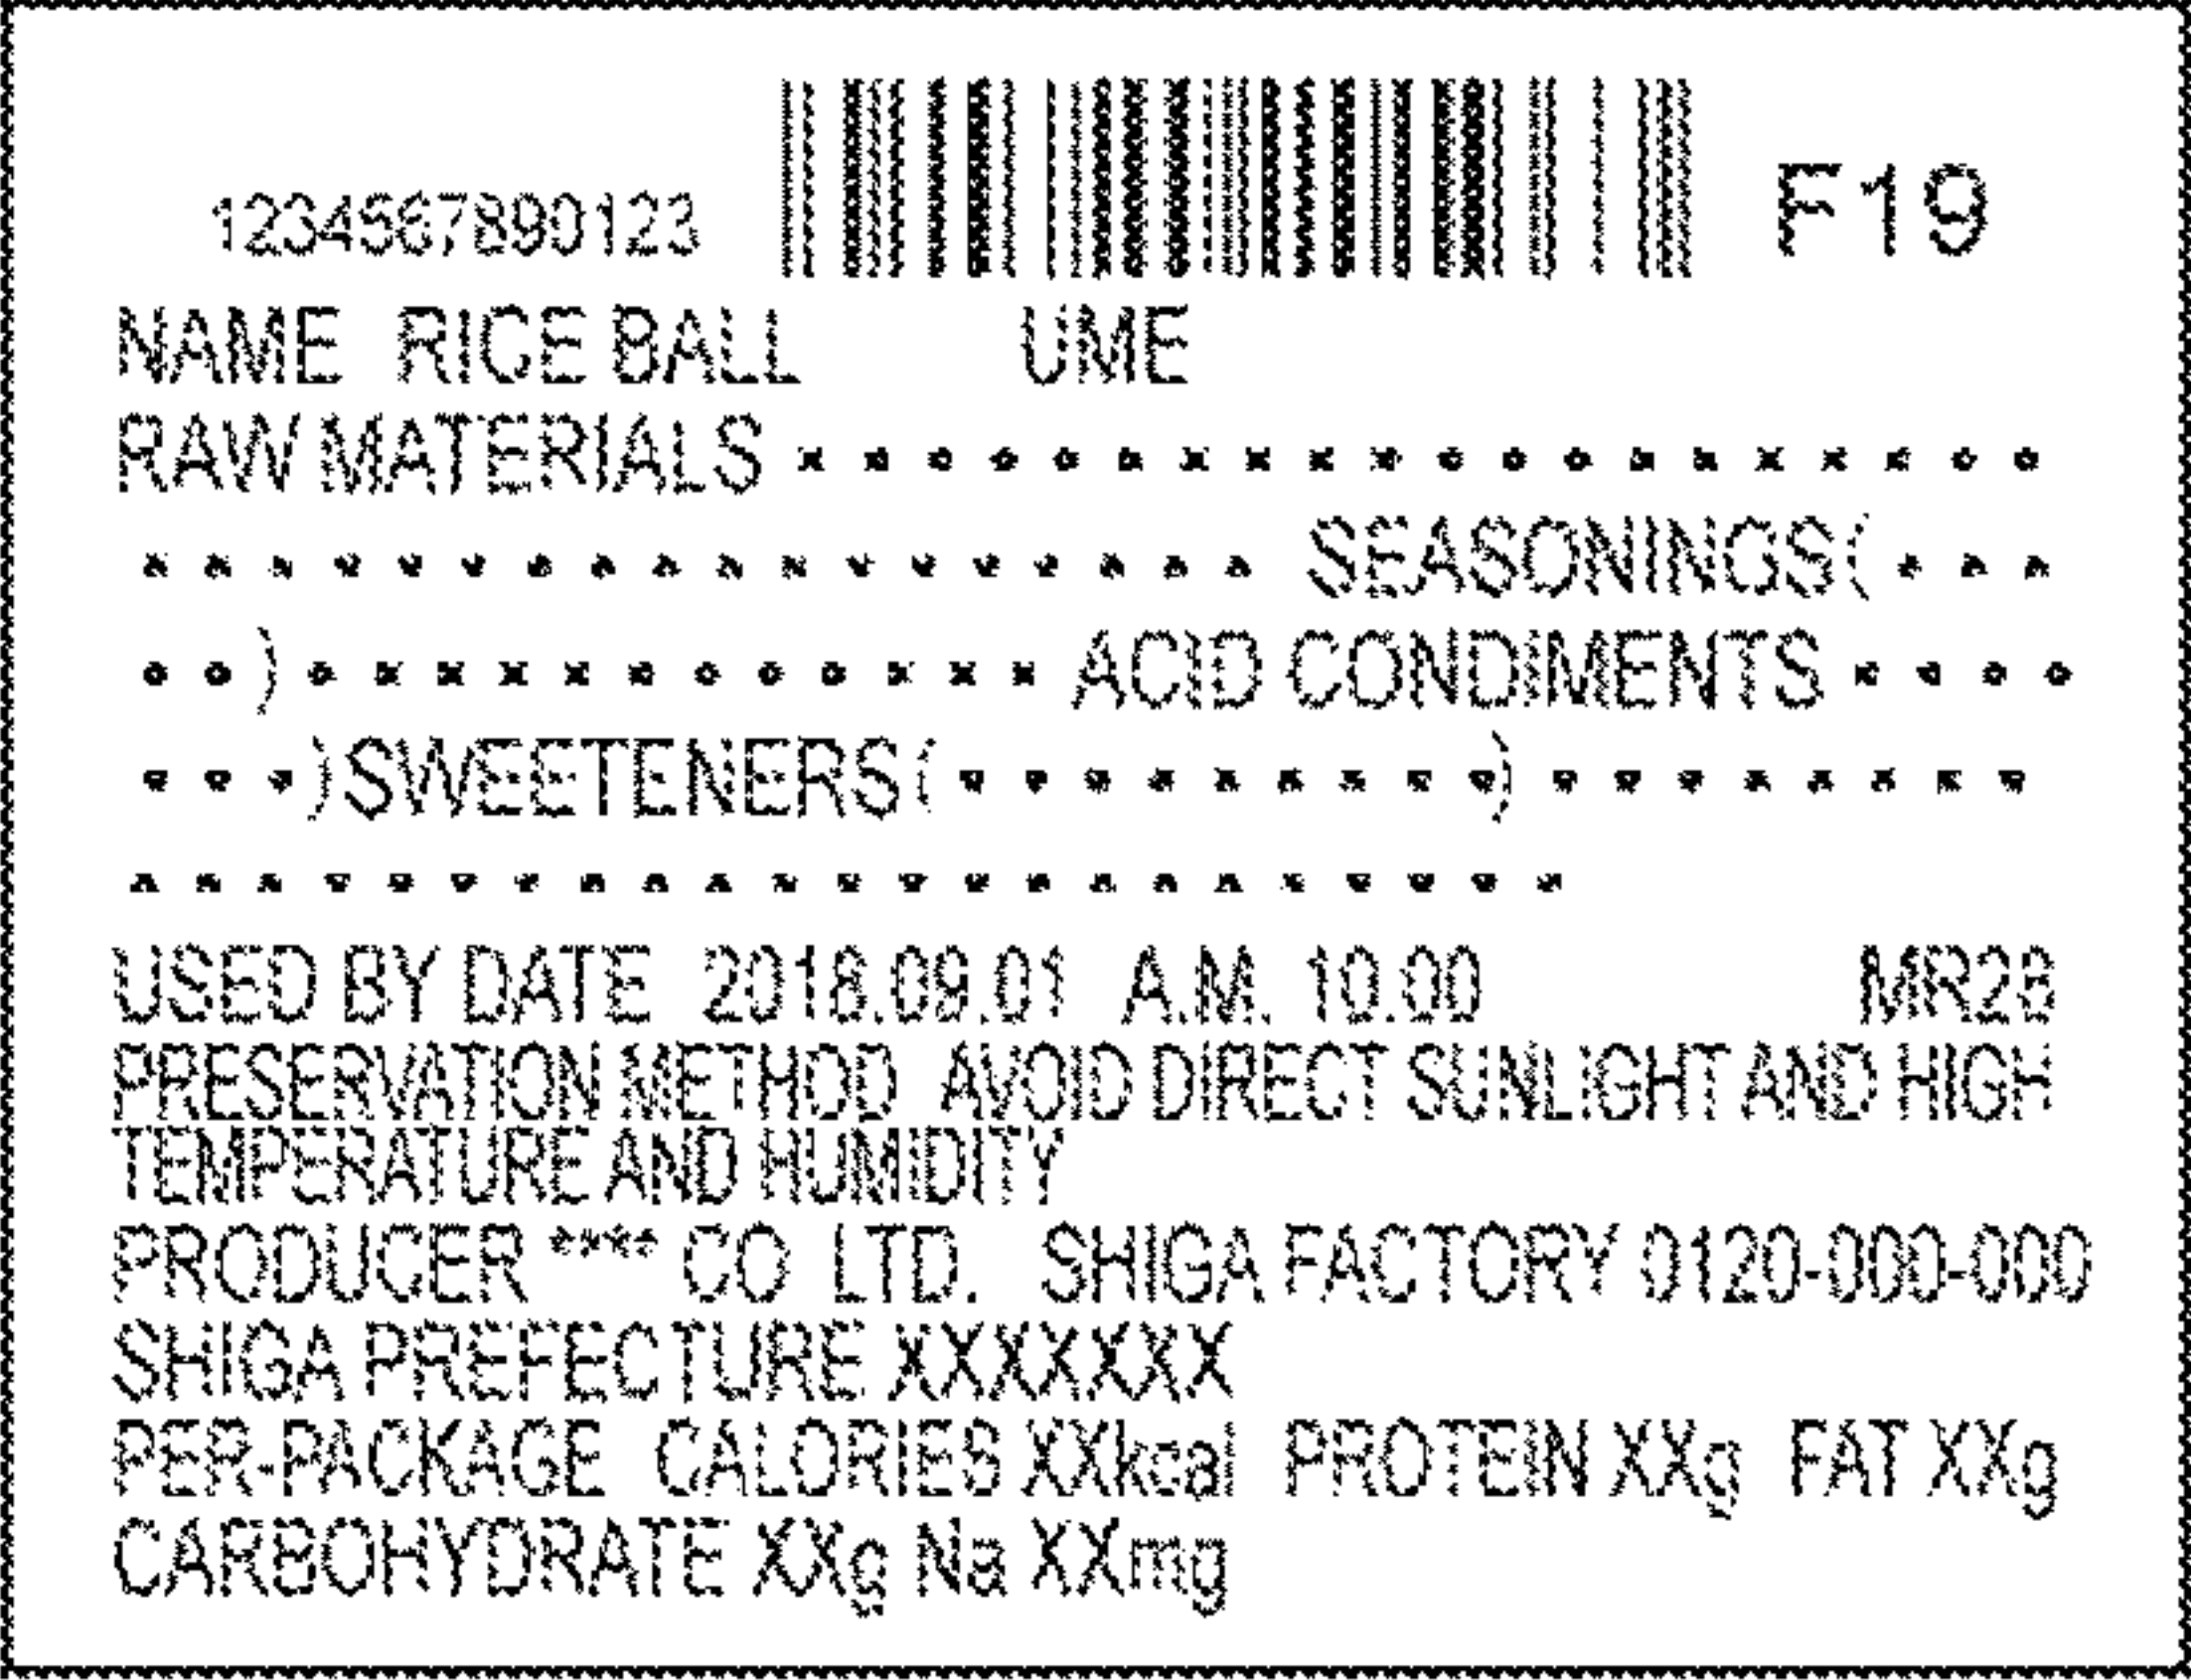 1234567890123 F19
NAME RICE BALL UME
RAW MATERIALS · · · · · · · · · · · · · · · · · · · ·
· · · · · · · · · · · · · · · · · · SEASONINGS( · · ·
· · ) · · · · · · · · · · · · ACID CONDIMENTS · · · ·
· · · )SWEETENERS( · · · · · · · · · ) · · · · · · · ·
· · · · · · · · · · · · · · · · · · · · · · ·
USED BY DATE 2018.09.01 A.M. 10.00 MR28
PRESERVATION METHOD AVOID DIRECT SUNLIGHT AND HIGH
TEMPERATURE AND HUMIDITY
PRODUCER **** CO LTD. SHIGA FACTORY 0120-000-000
SHIGA PREFECTURE XXXXXXX
PER-PACKAGE CALORIES XXkcal PROTEIN XXg FAT XXg
CARBOHYDRATE XXg Na XXmg